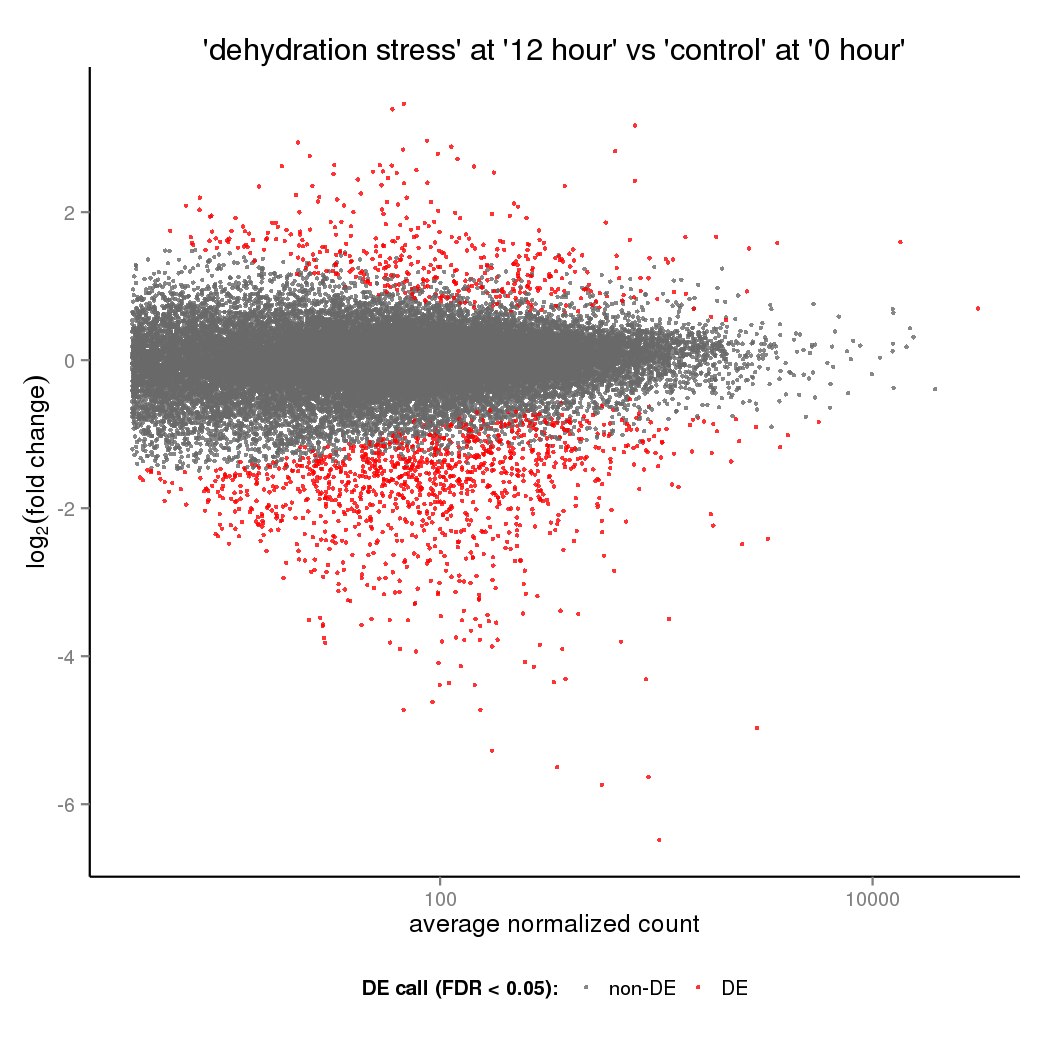 'dehydration stress' at '12 hour' vs 'control' at '0 hour'
log₂(fold change)
2
0
-2
-4
-6
100
10000
average normalized count
DE call (FDR < 0.05): non-DE DE